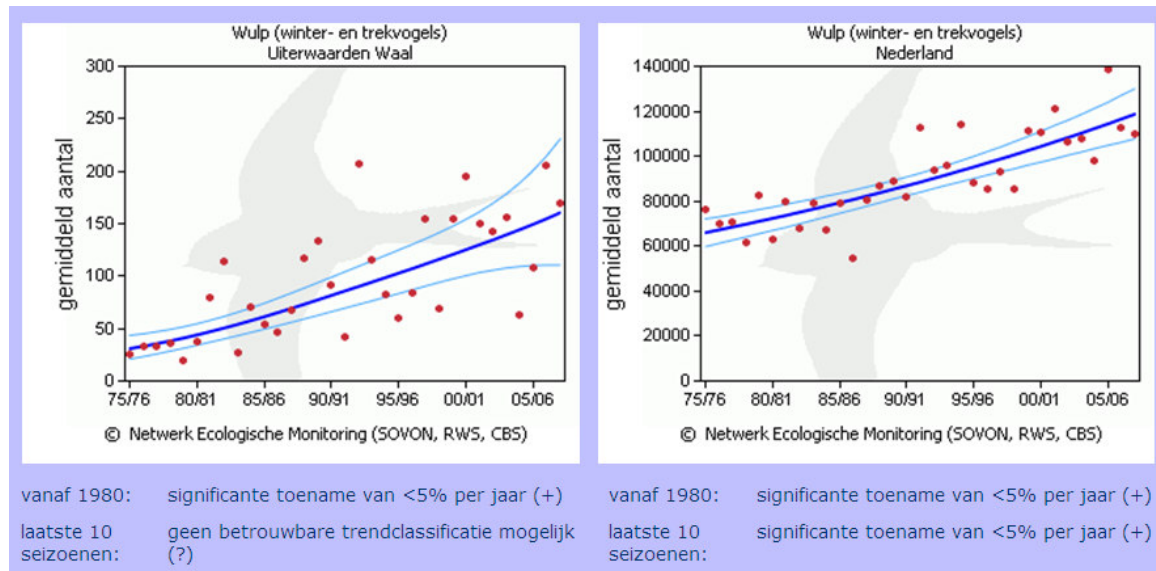 Wulp (winter- en trekvogels)
Uiterwaarden Waal
300
250
200
150
100
50
0
gemiddeld aantal
75/76 80/81 85/86 90/91 95/96 00/01 05/06
© Netwerk Ecologische Monitoring (SOVON, RWS, CBS)
vanaf 1980: significante toename van <5% per jaar (+)
laatste 10 geen betrouwbare trendclassificatie mogelijk
seizoenen: (?)
Wulp (winter- en trekvogels)
Nederland
140000
120000
100000
80000
60000
40000
20000
0
gemiddeld aantal
75/76 80/81 85/86 90/91 95/96 00/01 05/06
© Netwerk Ecologische Monitoring (SOVON, RWS, CBS)
vanaf 1980: significante toename van <5% per jaar (+)
laatste 10 significante toename van <5% per jaar (+)
seizoenen: